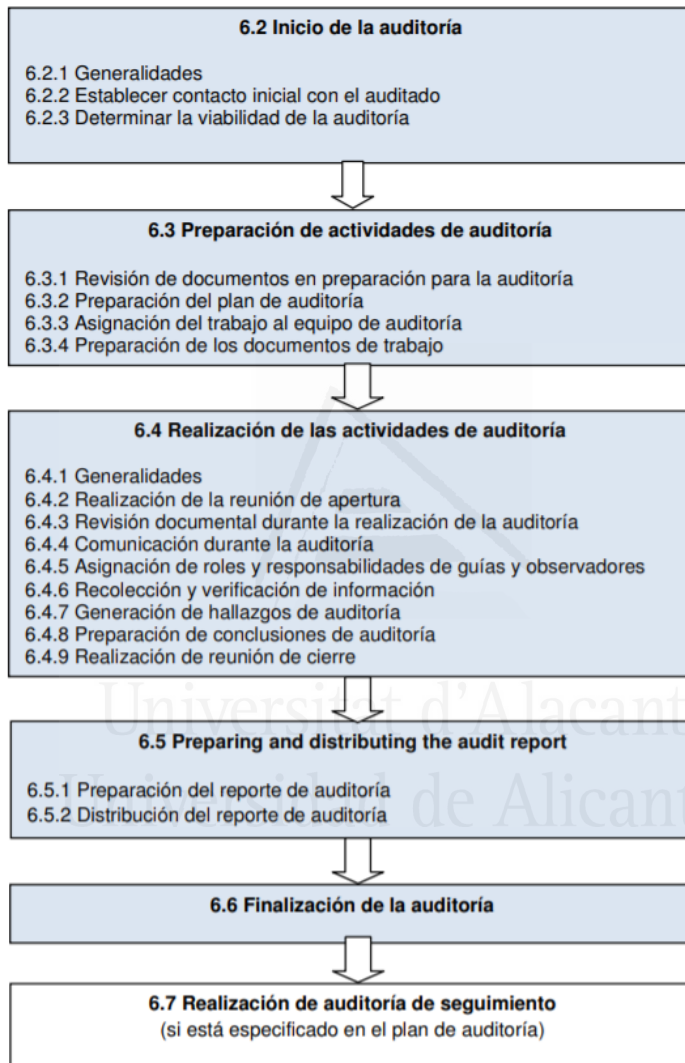 6.2 Inicio de la auditoría
6.2.1 Generalidades
6.2.2 Establecer contacto inicial con el auditado
6.2.3 Determinar la viabilidad de la auditoría
6.3 Preparación de actividades de auditoría
6.3.1 Revisión de documentos en preparación para la auditoría
6.3.2 Preparación del plan de auditoría
6.3.3 Asignación del trabajo al equipo de auditoría
6.3.4 Preparación de los documentos de trabajo
6.4 Realización de las actividades de auditoría
6.4.1 Generalidades
6.4.2 Realización de la reunión de apertura
6.4.3 Revisión documental durante la realización de la auditoría
6.4.4 Comunicación durante la auditoría
6.4.5 Asignación de roles y responsabilidades de guías y observadores
6.4.6 Recolección y verificación de información
6.4.7 Generación de hallazgos de auditoría
6.4.8 Preparación de conclusiones de auditoría
6.4.9 Realización de reunión de cierre
Universitat d'Alacant
6.5 Preparing and distributing the audit report
Universidad de Alicant
6.5.1 Preparación del reporte de auditoría
6.5.2 Distribución del reporte de auditoría
6.6 Finalización de la auditoría
6.7 Realización de auditoría de seguimiento
(si está especificado en el plan de auditoría)